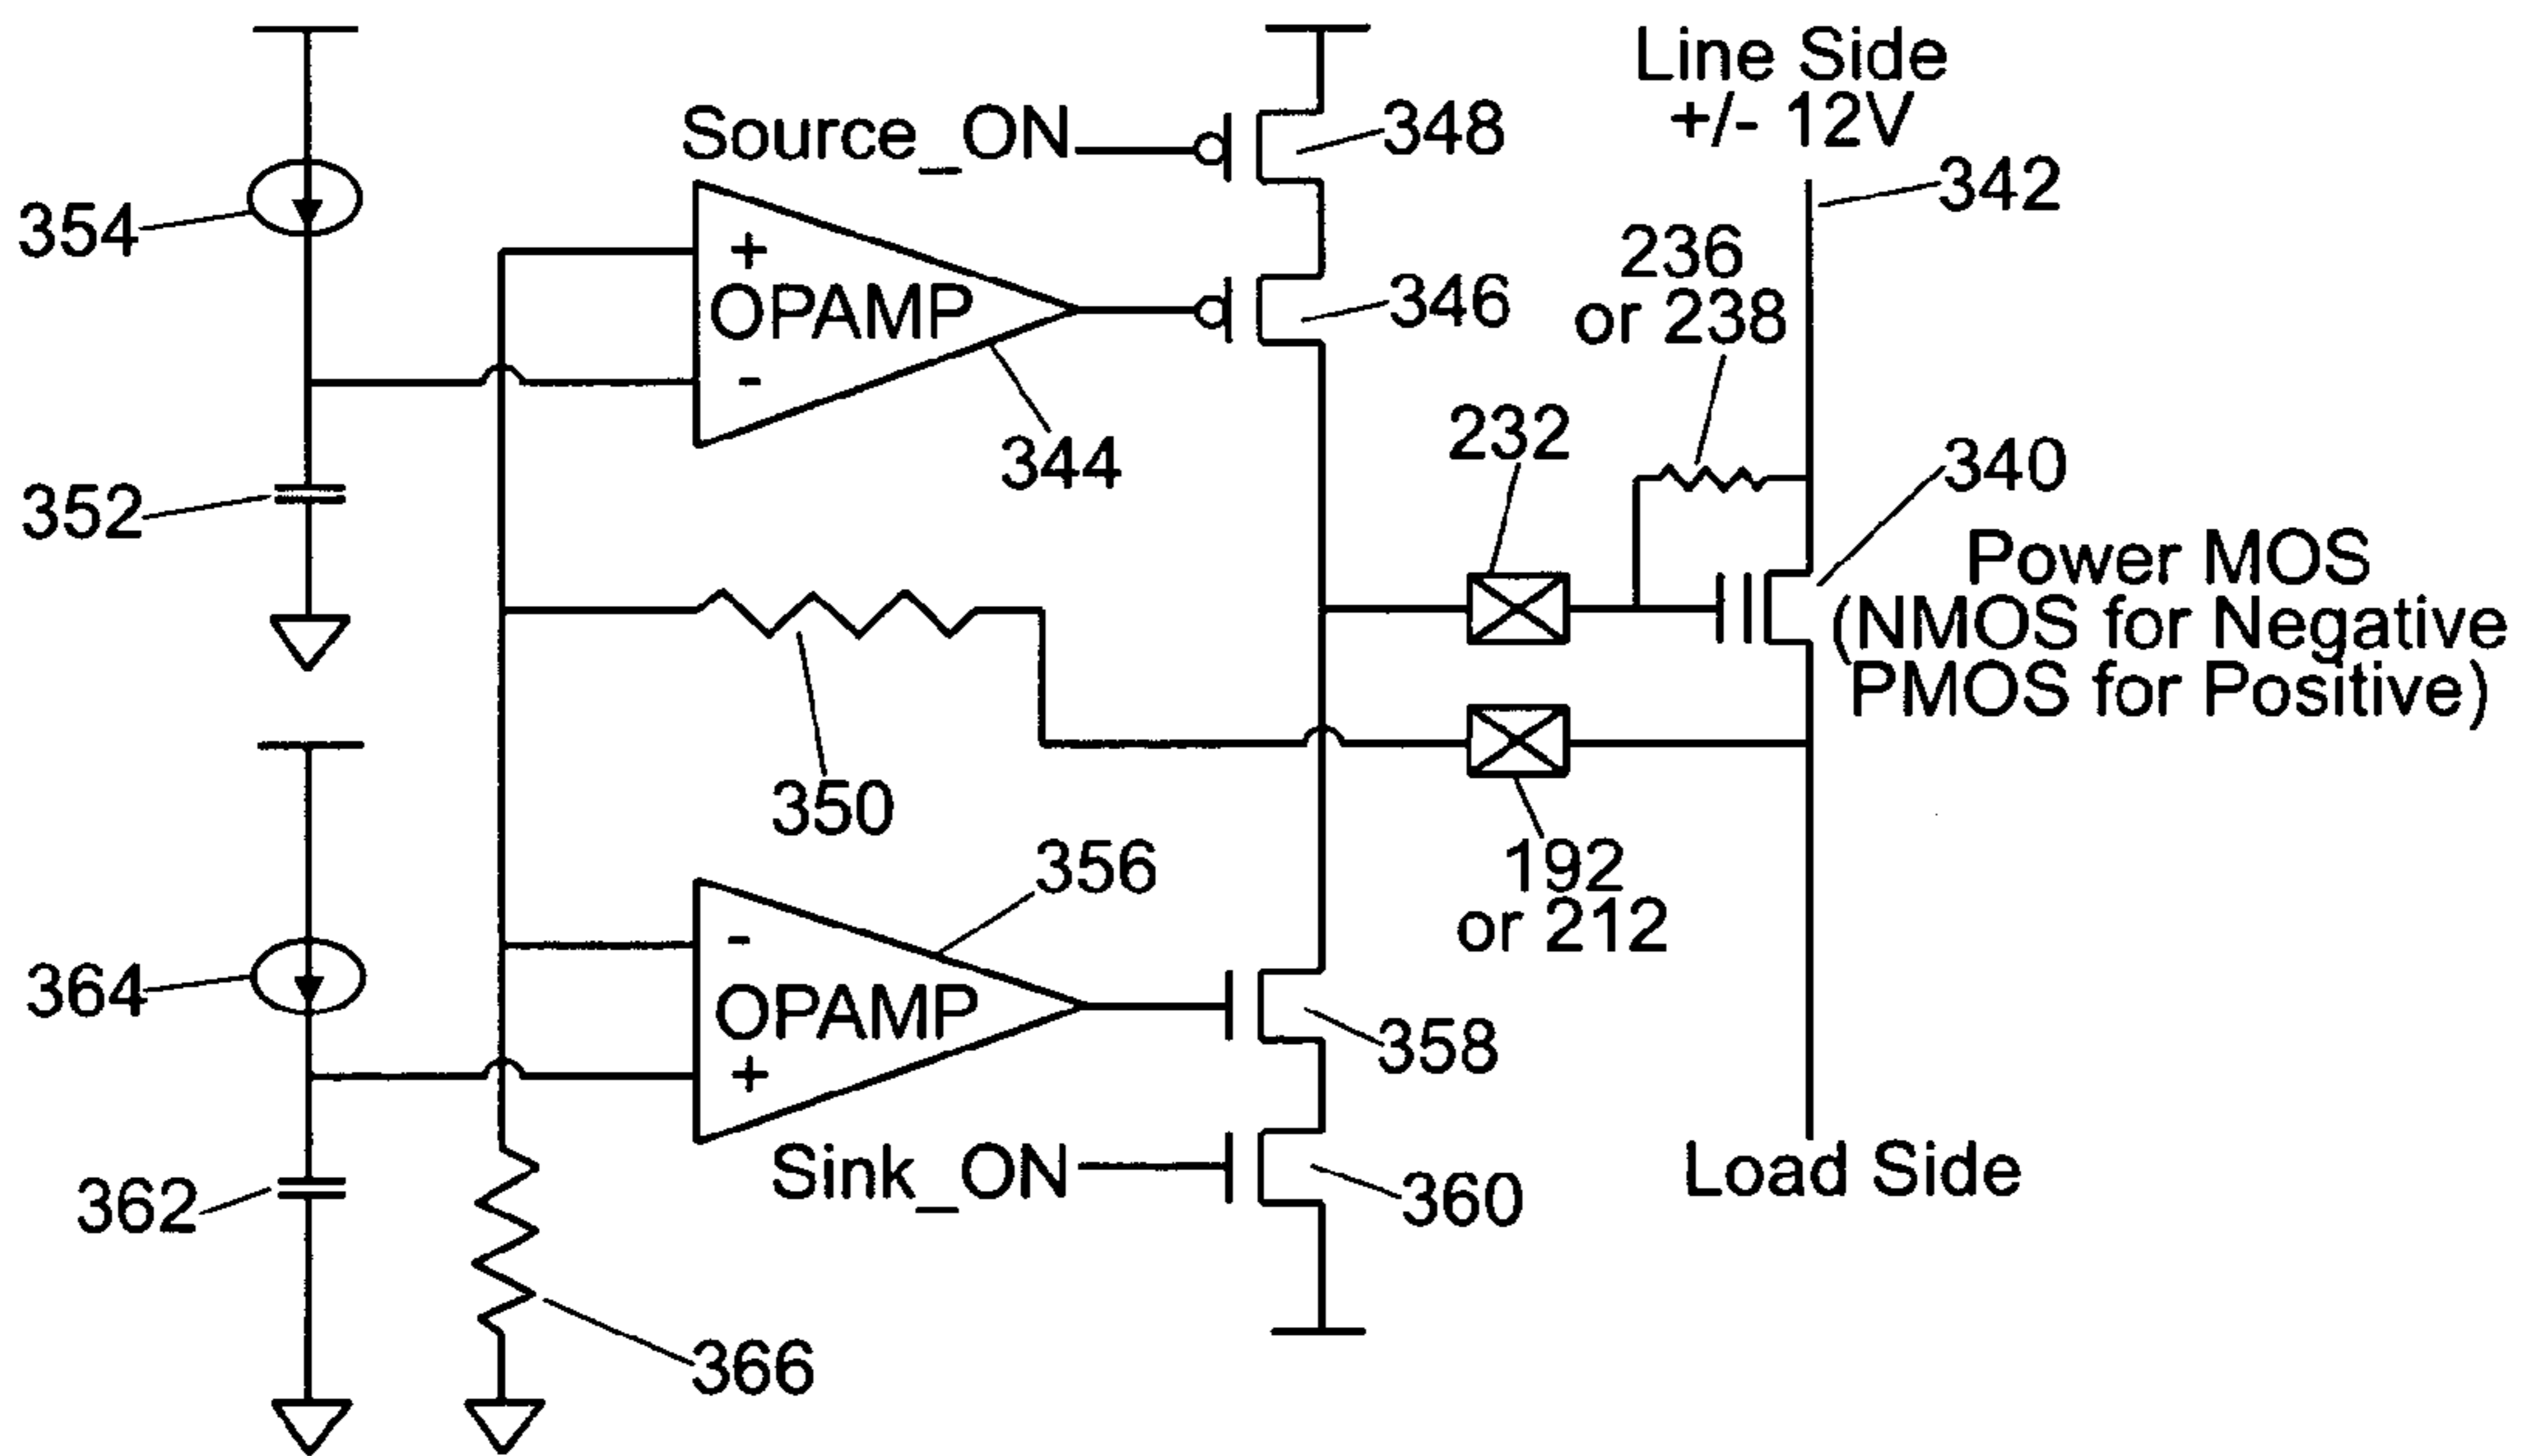 Line Side
+/- 12V
Source_ON
348
342
354
236
or 238
+
OPAMP
-
346
344
232
340
352
Power MOS
(NMOS for Negative
PMOS for Positive)
350
356
192
or 212
364
-
OPAMP
+
358
Sink_ON
Load Side
362
360
366